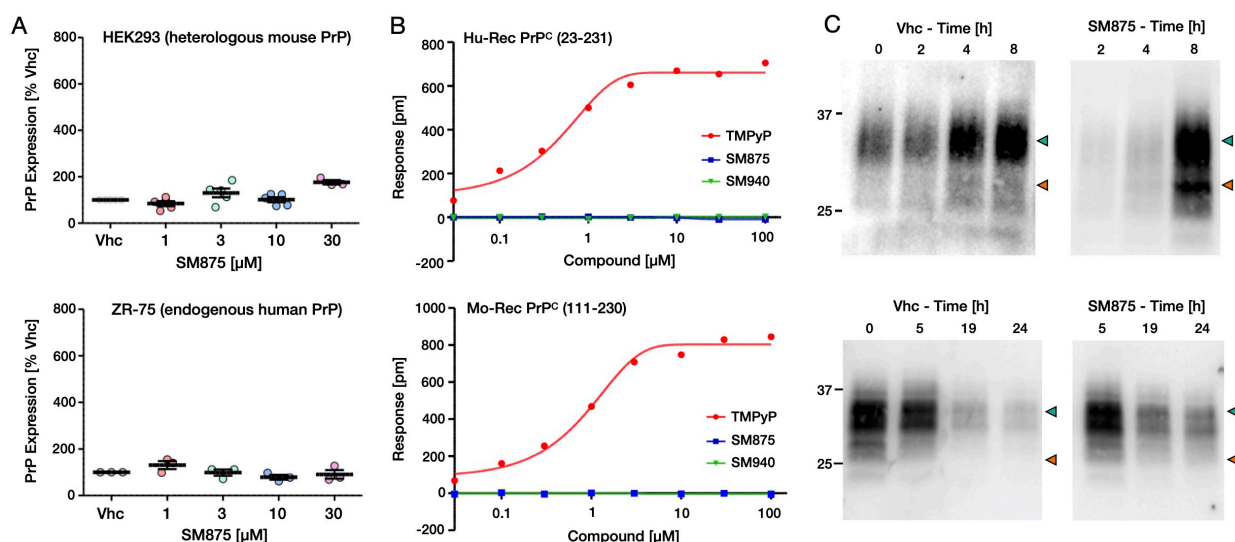 A
HEK293 (heterologous mouse PrP)
PrP Expression [% Vhc]
800
600
400
200
0
Vhc 1 3 10 30
SM875 [µM]
ZR-75 (endogenous human PrP)
PrP Expression [% Vhc]
800
600
400
200
0
Vhc 1 3 10 30
SM875 [µM]
B
Hu-Rec PrPᶜ (23-231)
Response [pm]
800
600
400
200
0
-200
TMPyP
SM875
SM940
0.1 1 10 100
Compound [µM]
Mo-Rec PrPᶜ (111-230)
Response [pm]
1000
800
600
400
200
0
-200
TMPyP
SM875
SM940
0.1 1 10 100
Compound [µM]
C
Vhc - Time [h] SM875 - Time [h]
0 2 4 8 2 4 8
37
25
Vhc - Time [h] SM875 - Time [h]
0 5 19 24 5 19 24
37
25